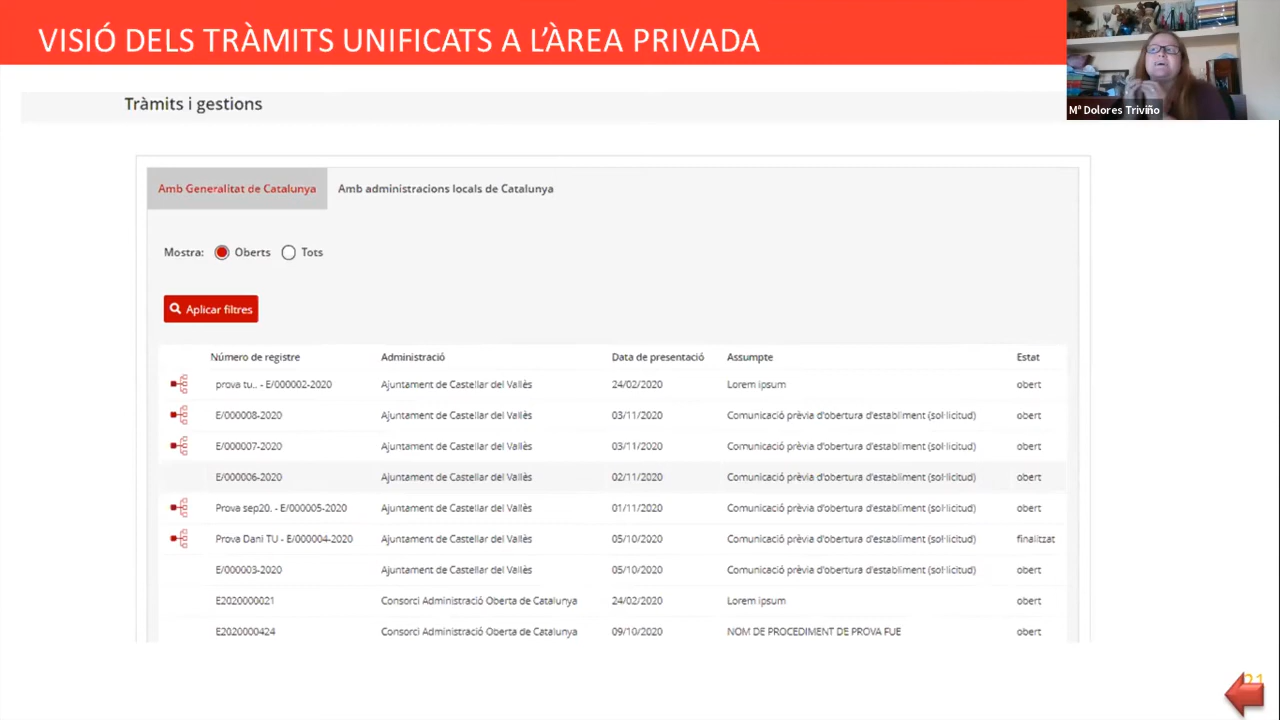 VISIÓ DELS TRÀMITS UNIFICATS A L'ÀREA PRIVADA
Mª Dolores Triviño
Tràmits i gestions
Amb Generalitat de Catalunya Amb administracions locals de Catalunya
Mostra: Oberts Tots
Aplicar filtres
Número de registre Administració Data de presentació Assumpte Estat
prova tu.. - E/000002-2020 Ajuntament de Castellar del Vallès 24/02/2020 Lorem ipsum obert
E/000008-2020 Ajuntament de Castellar del Vallès 03/11/2020 Comunicació prèvia d'obertura d'establiment (sol·licitud) obert
E/000007-2020 Ajuntament de Castellar del Vallès 03/11/2020 Comunicació prèvia d'obertura d'establiment (sol·licitud) obert
E/000006-2020 Ajuntament de Castellar del Vallès 02/11/2020 Comunicació prèvia d'obertura d'establiment (sol·licitud) obert
Prova sep20. - E/000005-2020 Ajuntament de Castellar del Vallès 01/11/2020 Comunicació prèvia d'obertura d'establiment (sol·licitud) obert
Prova Dani TU - E/000004-2020 Ajuntament de Castellar del Vallès 05/10/2020 Comunicació prèvia d'obertura d'establiment (sol·licitud) finalitzat
E/000003-2020 Ajuntament de Castellar del Vallès 05/10/2020 Comunicació prèvia d'obertura d'establiment (sol·licitud) obert
E2020000021 Consorci Administració Oberta de Catalunya 24/02/2020 Lorem ipsum obert
E2020000424 Consorci Administració Oberta de Catalunya 09/10/2020 NOM DE PROCEDIMENT DE PROVA FUE obert
21